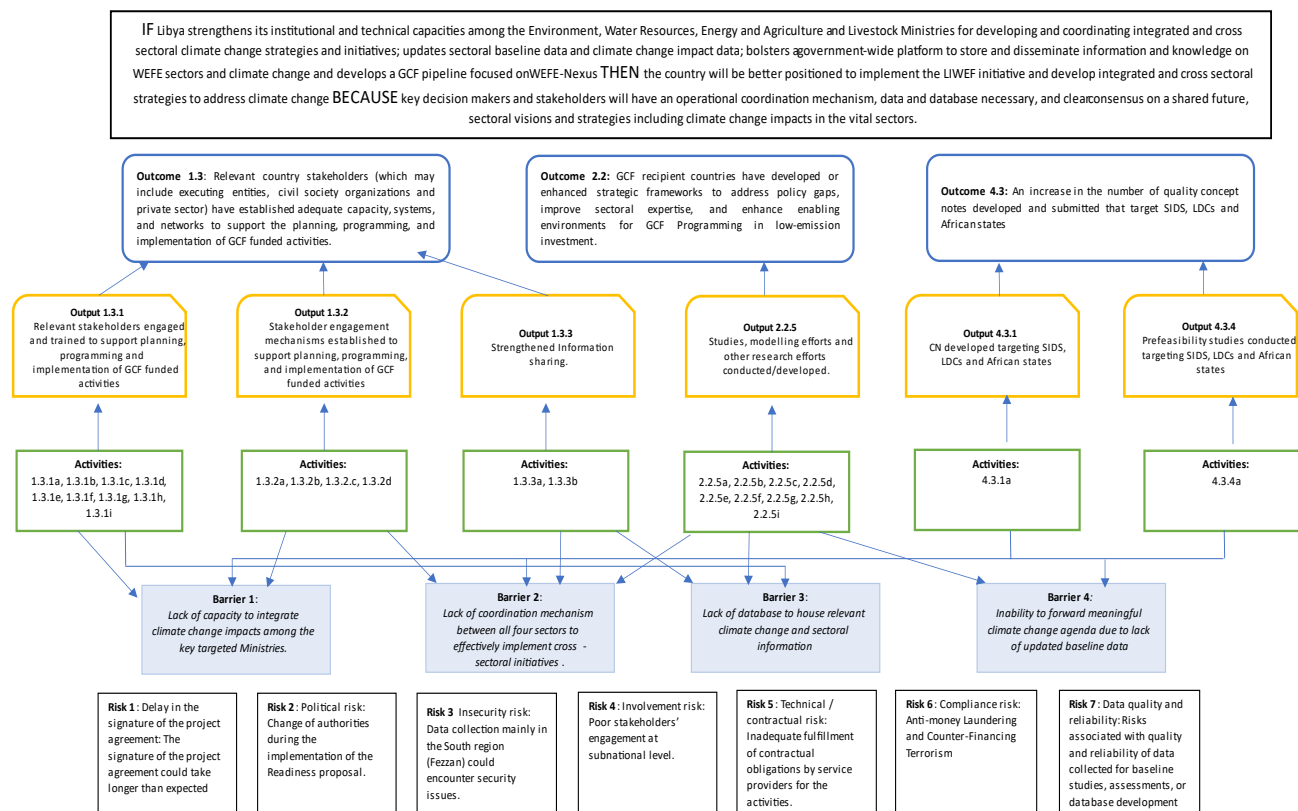 IF Libya strengthens its institutional and technical capacities among the Environment, Water Resources, Energy and Agriculture and Livestock Ministries for developing and coordinating integrated and cross
sectoral climate change strategies and initiatives; updates sectoral baseline data and climate change impact data; bolsters agovernment-wide platform to store and disseminate information and knowledge on
WEFE sectors and climate change and develops a GCF pipeline focused onWEFE-Nexus THEN the country will be better positioned to implement the LIWEF initiative and develop integrated and cross sectoral
strategies to address climate change BECAUSE key decision makers and stakeholders will have an operational coordination mechanism, data and database necessary, and clearconsensus on a shared future,
sectoral visions and strategies including climate change impacts in the vital sectors.
Outcome 1.3: Relevant country stakeholders (which may
include executing entities, civil society organizations and
private sector) have established adequate capacity, systems,
and networks to support the planning, programming, and
implementation of GCF funded activities.
Outcome 2.2: GCF recipient countries have developed or
enhanced strategic frameworks to address policy gaps,
improve sectoral expertise, and enhance enabling
environments for GCF Programming in low-emission
investment.
Outcome 4.3: An increase in the number of quality concept
notes developed and submitted that target SIDS, LDCs and
African states
Output 1.3.1
Relevant stakeholders engaged
and trained to support planning,
programming and
implementation of GCF funded
activities
Output 1.3.2
Stakeholder engagement
mechanisms established to
support planning, programming,
and implementation of GCF
funded activities
Output 1.3.3
Strengthened Information
sharing.
Output 2.2.5
Studies, modelling efforts and
other research efforts
conducted/developed.
Output 4.3.1
CN developed targeting SIDS,
LDCs and African states
Output 4.3.4
Prefeasibility studies conducted
targeting SIDS, LDCs and African
states
Activities:
1.3.1a, 1.3.1b, 1.3.1c, 1.3.1d,
1.3.1e, 1.3.1f, 1.3.1g, 1.3.1h,
1.3.1i
Activities:
1.3.2a, 1.3.2b, 1.3.2.c, 1.3.2d
Activities:
1.3.3a, 1.3.3b
Activities:
2.2.5a, 2.2.5b, 2.2.5c, 2.2.5d,
2.2.5e, 2.2.5f, 2.2.5g, 2.2.5h,
2.2.5i
Activities:
4.3.1a
Activities:
4.3.4a
Barrier 1:
Lack of capacity to integrate
climate change impacts among the
key targeted Ministries.
Barrier 2:
Lack of coordination mechanism
between all four sectors to
effectively implement cross -
sectoral initiatives .
Barrier 3:
Lack of database to house relevant
climate change and sectoral
information
Barrier 4:
Inability to forward meaningful
climate change agenda due to lack
of updated baseline data
Risk 1: Delay in the
signature of the project
agreement: The
signature of the project
agreement could take
longer than expected
Risk 2: Political risk:
Change of authorities
during the
implementation of the
Readiness proposal.
Risk 3 Insecurity risk:
Data collection mainly in
the South region
(Fezzan) could
encounter security
issues.
Risk 4: Involvement risk:
Poor stakeholders'
engagement at
subnational level.
Risk 5: Technical /
contractual risk:
Inadequate fulfillment of
contractual
obligations by service
providers for the
activities.
Risk 6: Compliance risk:
Anti-money Laundering
and Counter-Financing
Terrorism
Risk 7: Data quality and
reliability: Risks
associated with quality
and reliability of data
collected for baseline
studies, assessments, or
database development